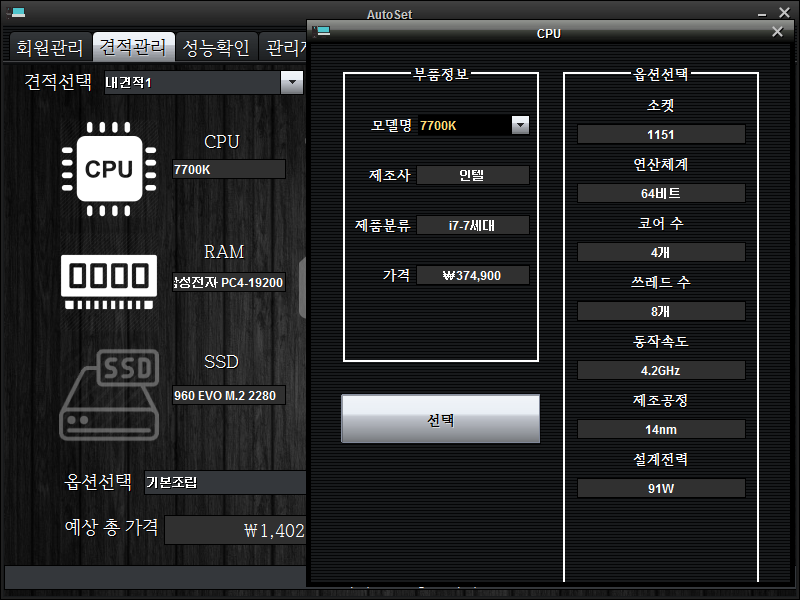 AutoSet
회원관리
견적관리
성능확인
견적선택
내견적1
CPU
CPU
7700K
RAM
삼성전자 PC4-19200
SSD
SSD
960 EVO M.2 2280
옵션선택
기본조립
예상 총 가격
₩1,402
CPU
부품정보
모델명
7700K
제조사
인텔
제품분류
i7-7세대
가격
₩374,900
선택
옵션선택
소켓
1151
연산체계
64비트
코어 수
4개
쓰레드 수
8개
동작속도
4.2GHz
제조공정
14nm
설계전력
91W